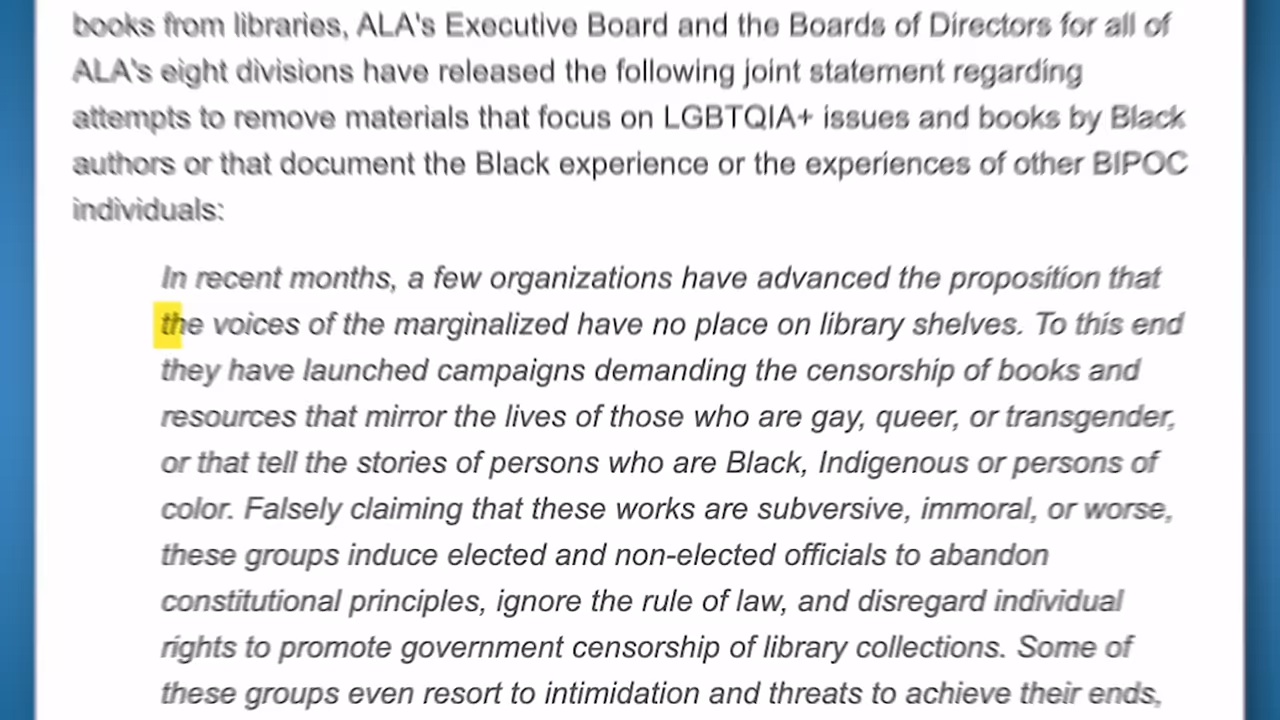 books from libraries, ALA's Executive Board and the Boards of Directors for all of
ALA's eight divisions have released the following joint statement regarding
attempts to remove materials that focus on LGBTQIA+ issues and books by Black
authors or that document the Black experience or the experiences of other BIPOC
individuals:
In recent months, a few organizations have advanced the proposition that
the voices of the marginalized have no place on library shelves. To this end
they have launched campaigns demanding the censorship of books and
resources that mirror the lives of those who are gay, queer, or transgender,
or that tell the stories of persons who are Black, Indigenous or persons of
color. Falsely claiming that these works are subversive, immoral, or worse,
these groups induce elected and non-elected officials to abandon
constitutional principles, ignore the rule of law, and disregard individual
rights to promote government censorship of library collections. Some of
these groups even resort to intimidation and threats to achieve their ends,